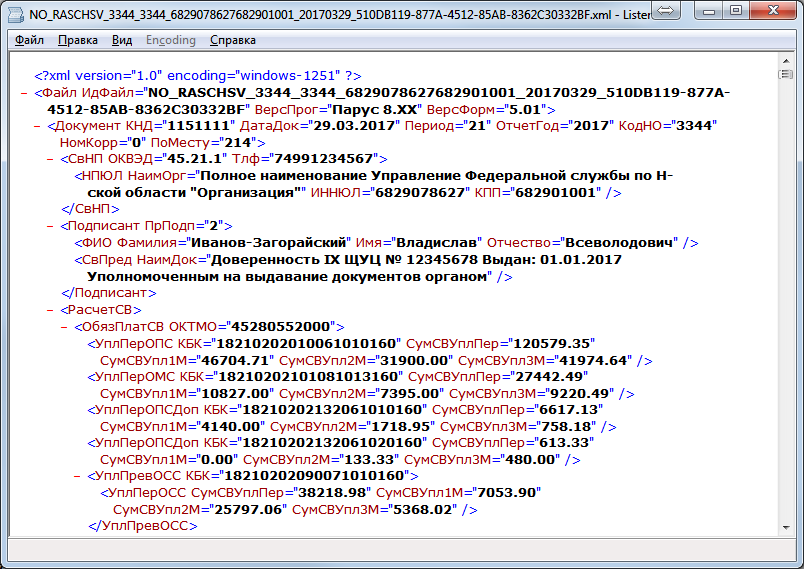 NO_RASCHSV_3344_3344_6829078627682901001_20170329_510DB119-877A-4512-85AB-8362C30332BF.xml - Lister
Файл Правка Вид Encoding Справка
<?xml version="1.0" encoding="windows-1251" ?>
- <Файл ИдФайл="NO_RASCHSV_3344_3344_6829078627682901001_20170329_510DB119-877A-
4512-85AB-8362C30332BF" ВерсПрог="Парус 8.XX" ВерсФорм="5.01">
- <Документ КНД="1151111" ДатаДок="29.03.2017" Период="21" ОтчетГод="2017" КодНО="3344"
НомКорр="0" ПоМесту="214">
- <СвНП ОКВЭД="45.21.1" Тлф="74991234567">
<НПЮЛ НаимОрг="Полное наименование Управление Федеральной службы по Н-
ской области "Организация"" ИННЮЛ="6829078627" КПП="682901001" />
</СвНП>
- <Подписант ПрПодп="2">
<ФИО Фамилия="Иванов-Загорайский" Имя="Владислав" Отчество="Всеволодович" />
<СвПред НаимДок="Доверенность IX ЩУЦ № 12345678 Выдан: 01.01.2017
Уполномоченным на выдавание документов органом" />
</Подписант>
- <РасчетСВ>
- <ОбязПлатСВ ОКТМО="45280552000">
<УплПерОПС КБК="18210202010061010160" СумСВУплПер="120579.35"
СумСВУпл1М="46704.71" СумСВУпл2М="31900.00" СумСВУпл3М="41974.64" />
<УплПерОМС КБК="18210202101081013160" СумСВУплПер="27442.49"
СумСВУпл1М="10827.00" СумСВУпл2М="7395.00" СумСВУпл3М="9220.49" />
<УплПерОПСДоп КБК="18210202132061010160" СумСВУплПер="6617.13"
СумСВУпл1М="4140.00" СумСВУпл2М="1718.95" СумСВУпл3М="758.18" />
<УплПерОПСДоп КБК="18210202132061020160" СумСВУплПер="613.33"
СумСВУпл1М="0.00" СумСВУпл2М="133.33" СумСВУпл3М="480.00" />
- <УплПревОСС КБК="18210202090071010160">
<УплПерОСС СумСВУплПер="38218.98" СумСВУпл1М="7053.90"
СумСВУпл2М="25797.06" СумСВУпл3М="5368.02" />
</УплПревОСС>